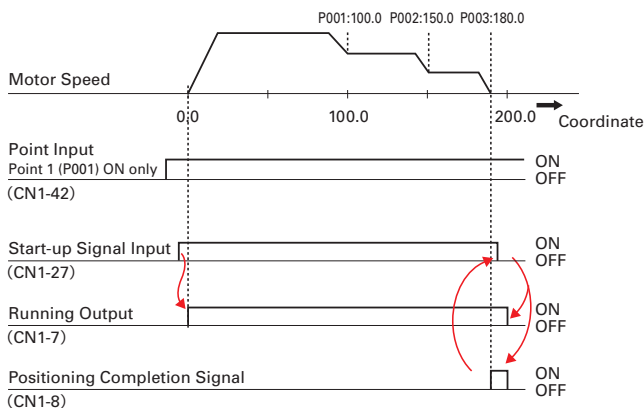 P001:100.0 P002:150.0 P003:180.0
Motor Speed
0.0 100.0 200.0
Coordinate
Point Input
Point 1 (P001) ON only
(CN1-42)
ON
OFF
Start-up Signal Input
(CN1-27)
ON
OFF
Running Output
(CN1-7)
ON
OFF
Positioning Completion Signal
(CN1-8)
ON
OFF